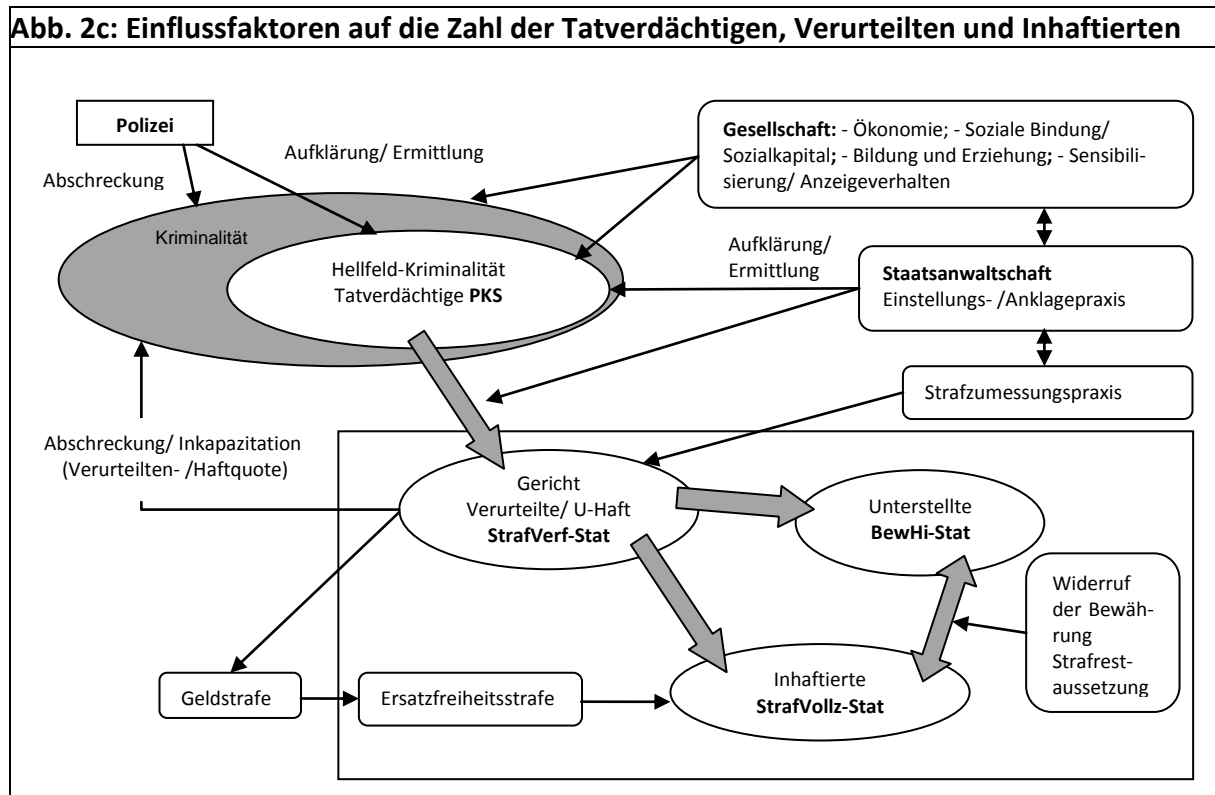 Abb. 2c: Einflussfaktoren auf die Zahl der Tatverdächtigen, Verurteilten und Inhaftierten
Polizei
Aufklärung/ Ermittlung
Abschreckung
Gesellschaft: - Ökonomie; - Soziale Bindung/
Sozialkapital; - Bildung und Erziehung; - Sensibili-
sierung/ Anzeigeverhalten
Kriminalität
Hellfeld-Kriminalität
Tatverdächtige PKS
Aufklärung/
Ermittlung
Staatsanwaltschaft
Einstellungs- /Anklagepraxis
Strafzumessungspraxis
Abschreckung/ Inkapazitation
(Verurteilten- /Haftquote)
Gericht
Verurteilte/ U-Haft
StrafVerf-Stat
Unterstellte
BewHi-Stat
Widerruf
der Bewäh-
rung
Strafrest-
aussetzung
Geldstrafe
Ersatzfreiheitsstrafe
Inhaftierte
StrafVollz-Stat